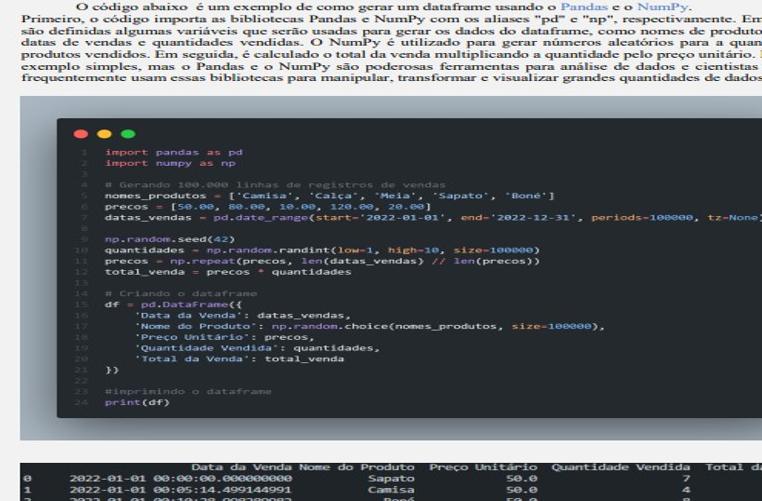 O código abaixo é um exemplo de como gerar um dataframe usando o Pandas e o NumPy.
Primeiro, o código importa as bibliotecas Pandas e NumPy com os aliases "pd" e "np", respectivamente. Em
são definidas algumas variáveis que serão usadas para gerar os dados do dataframe, como nomes de produto
datas de vendas e quantidades vendidas. O NumPy é utilizado para gerar números aleatórios para a quan
produtos vendidos. Em seguida, é calculado o total da venda multiplicando a quantidade pelo preço unitário.
exemplo simples, mas o Pandas e o NumPy são poderosas ferramentas para análise de dados e cientistas
frequentemente usam essas bibliotecas para manipular, transformar e visualizar grandes quantidades de dados
1 import pandas as pd
2 import numpy as np
3
4 # Gerando 100.000 linhas de registros de vendas
5 nomes_produtos = ['Camisa', 'Calça', 'Meia', 'Sapato', 'Boné']
6 precos = [50.00, 80.00, 10.00, 120.00, 20.00]
7 datas_vendas = pd.date_range(start='2022-01-01', end='2022-12-31', periods=100000, tz=None)
8
9 np.random.seed(42)
10 quantidades = np.random.randint(low=1, high=10, size=100000)
11 precos = np.repeat(precos, len(datas_vendas) // len(precos))
12 total_venda = precos * quantidades
13
14 # Criando o dataframe
15 df = pd.DataFrame({
16 'Data da Venda': datas_vendas,
17 'Nome do Produto': np.random.choice(nomes_produtos, size=100000),
18 'Preço Unitário': precos,
19 'Quantidade Vendida': quantidades,
20 'Total da Venda': total_venda
21 })
22
23 #imprimindo o dataframe
24 print(df)
Data da Venda Nome do Produto Preço Unitário Quantidade Vendida Total da
0 2022-01-01 00:00:00.000000000 Sapato 50.0 7
1 2022-01-01 00:05:14.499144991 Camisa 50.0 4